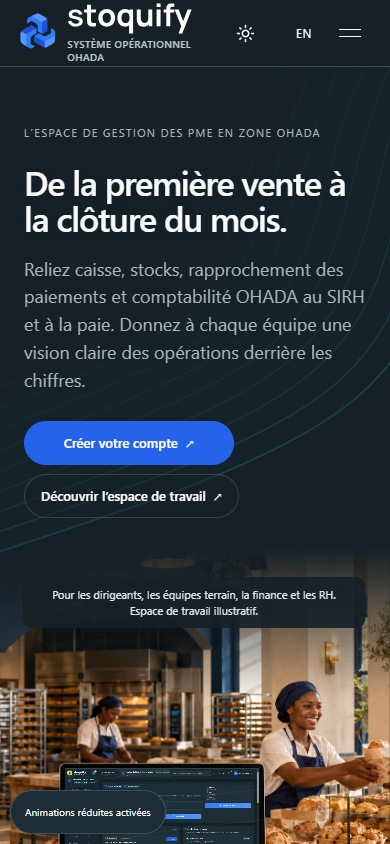 stoquify
SYSTÈME OPÉRATIONNEL
OHADA
EN
L'ESPACE DE GESTION DES PME EN ZONE OHADA
De la première vente à
la clôture du mois.
Reliez caisse, stocks, rapprochement des
paiements et comptabilité OHADA au SIRH
et à la paie. Donnez à chaque équipe une
vision claire des opérations derrière les
chiffres.
Créer votre compte ↗
Découvrir l'espace de travail ↗
Pour les dirigeants, les équipes terrain, la finance et les RH.
Espace de travail illustratif.
Animations réduites activées